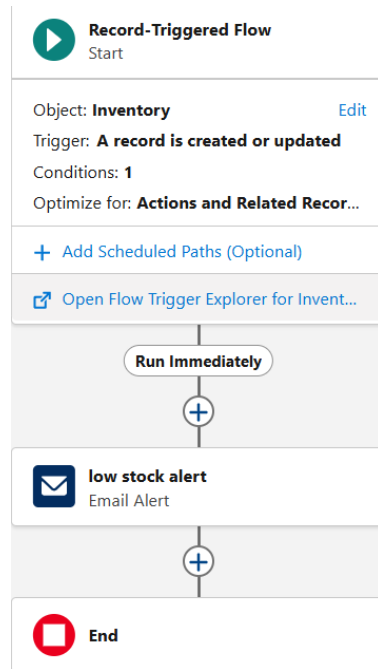 Record-Triggered Flow
Start
Object: Inventory Edit
Trigger: A record is created or updated
Conditions: 1
Optimize for: Actions and Related Recor...
Add Scheduled Paths (Optional)
Open Flow Trigger Explorer for Invent...
Run Immediately
low stock alert
Email Alert
End